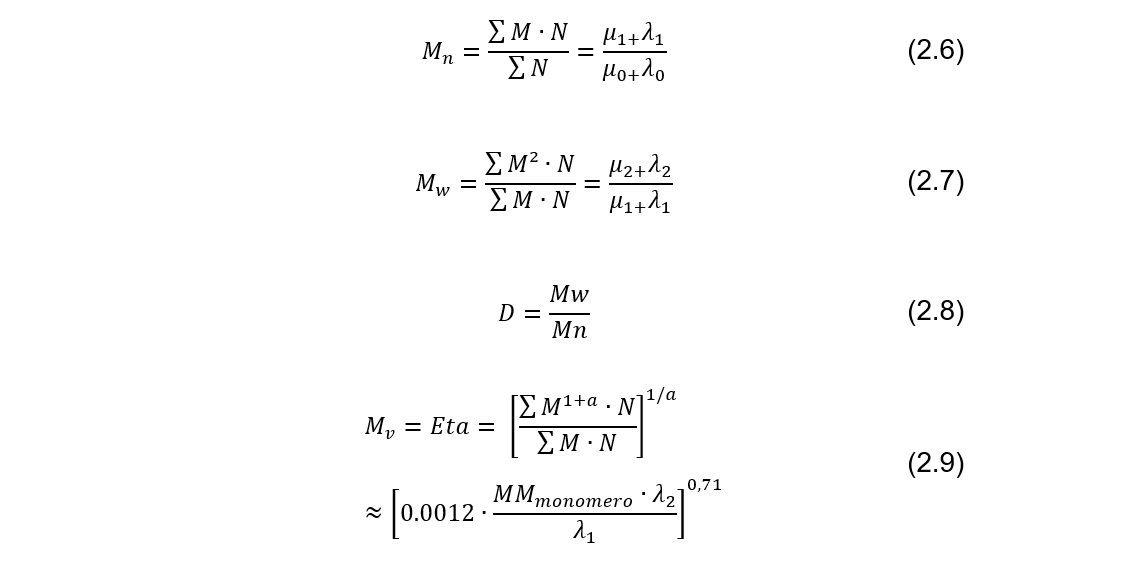 M_n = \frac{\sum M \cdot N}{\sum N} = \frac{\mu_{1+} \lambda_1}{\mu_{0+} \lambda_0} (2.6)
M_w = \frac{\sum M^2 \cdot N}{\sum M \cdot N} = \frac{\mu_{2+} \lambda_2}{\mu_{1+} \lambda_1} (2.7)
D = \frac{Mw}{Mn} (2.8)
M_v = Eta = \left[ \frac{\sum M^{1+a} \cdot N}{\sum M \cdot N} \right]^{1/a}
≈ \left[ 0.0012 \cdot \frac{MM_{monomero} \cdot \lambda_2}{\lambda_1} \right]^{0,71} (2.9)